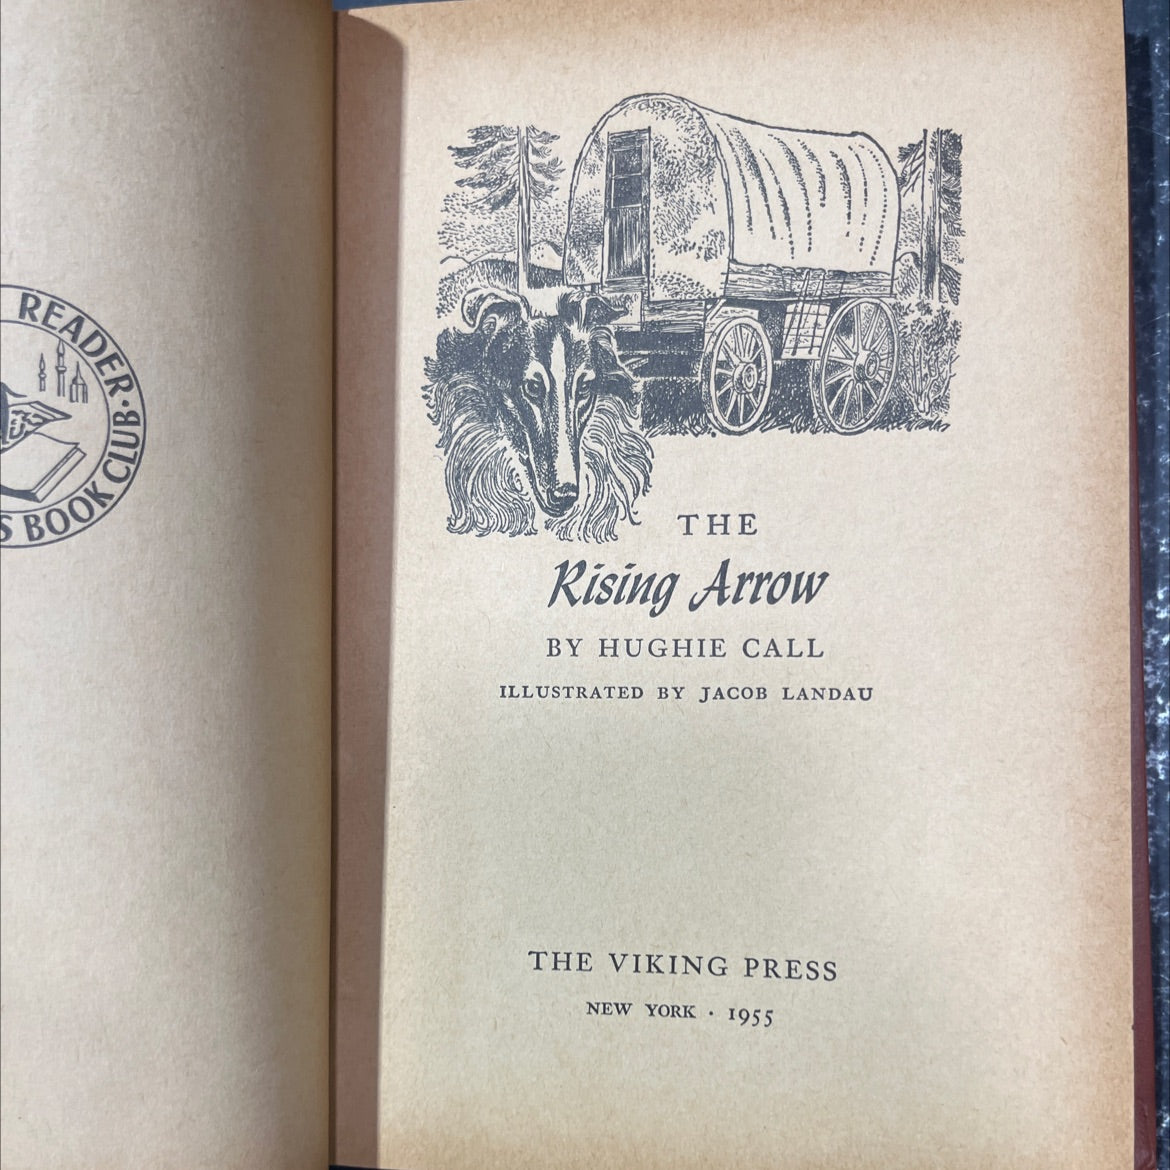 READER · 
S BOOK CLUB ·
THE
Rising Arrow
BY HUGHIE CALL
ILLUSTRATED BY JACOB LANDAU
THE VIKING PRESS
NEW YORK · 1955